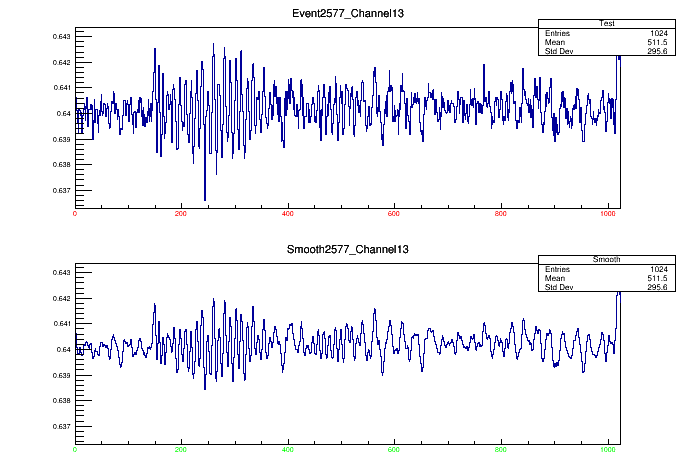 Event2577_Channel13
Test
Entries 1024
Mean 511.5
Std Dev 295.6
0.643
0.642
0.641
0.64
0.639
0.638
0.637
0 200 400 600 800 1000
Smooth2577_Channel13
Smooth
Entries 1024
Mean 511.5
Std Dev 295.6
0.643
0.642
0.641
0.64
0.639
0.638
0.637
0 200 400 600 800 1000